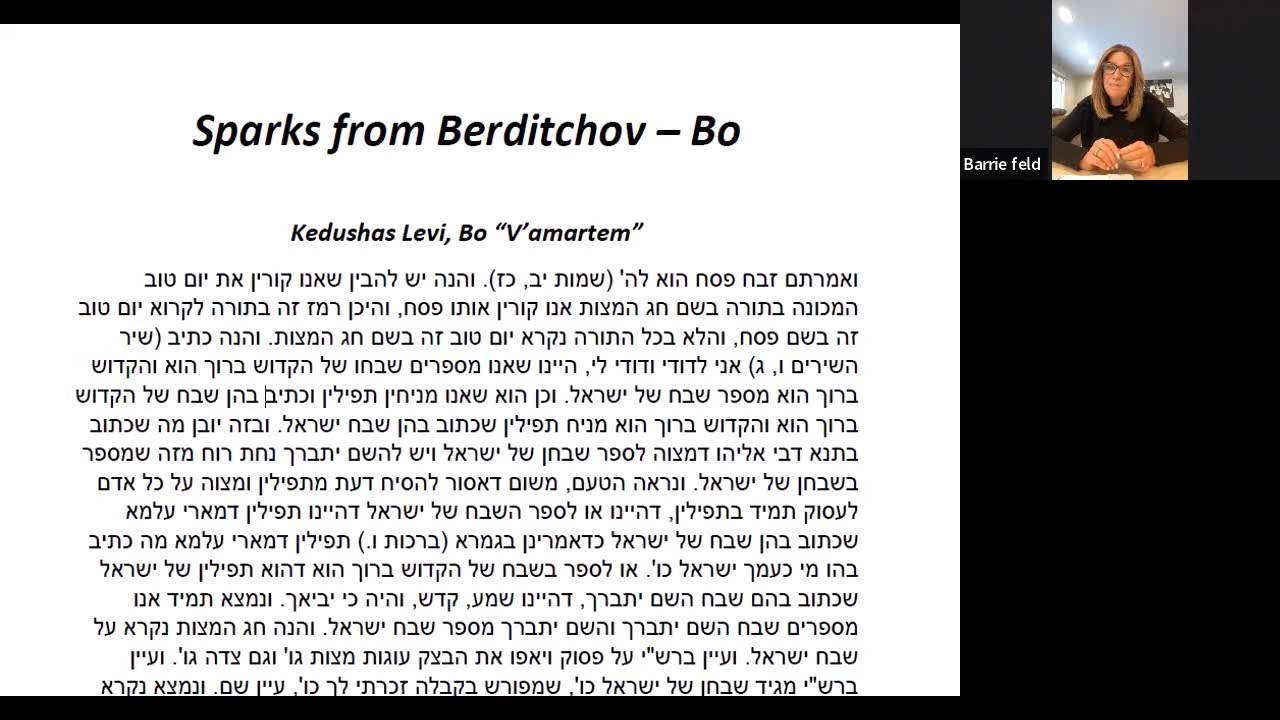 Sparks from Berditchov – Bo
Kedushas Levi, Bo “V’amartem”
ואמרתם זבח פסח הוא לה' (שמות יב, כז). והנה יש להבין שאנו קורין את יום טוב
המכונה בתורה בשם חג המצות אנו קורין אותו פסח, והיכן רמז זה בתורה לקרוא יום טוב
זה בשם פסח, והלא בכל התורה נקרא יום טוב זה בשם חג המצות. והנה כתיב (שיר
השירים ו, ג) אני לדודי ודודי לי, היינו שאנו מספרים שבחו של הקדוש ברוך הוא והקדוש
ברוך הוא מספר שבח של ישראל. וכן הוא שאנו מניחין תפילין וכתיב בהן שבח של הקדוש
ברוך הוא והקדוש ברוך הוא מניח תפילין שכתוב בהן שבח ישראל. ובזה יובן מה שכתוב
בתנא דבי אליהו דמצוה לספר שבחן של ישראל ויש להשם יתברך נחת רוח מזה שמספר
בשבחן של ישראל. ונראה הטעם, משום דאסור להסיח דעת מתפילין ומצוה על כל אדם
לעסוק תמיד בתפילין, דהיינו או לספר השבח של ישראל דהיינו תפילין דמארי עלמא
שכתוב בהן שבח של ישראל כדאמרינן בגמרא (ברכות ו.) תפילין דמארי עלמא מה כתיב
בהו מי כעמך ישראל כו'. או לספר בשבח של הקדוש ברוך הוא דהוא תפילין של ישראל
שכתוב בהם שבח השם יתברך, דהיינו שמע, קדש, והיה כי יביאך. ונמצא תמיד אנו
מספרים שבח השם יתברך והשם יתברך מספר שבח ישראל. והנה חג המצות נקרא על
שבח ישראל. ועיין ברש"י על פסוק ויאפו את הבצק עוגות מצות גו' וגם צדה גו'. ועיין
ברש"י מגיד שבחן של ישראל כו', שמפורש בקבלה זכרתי לך כו', עיין שם. ונמצא נקרא
Barrie feld